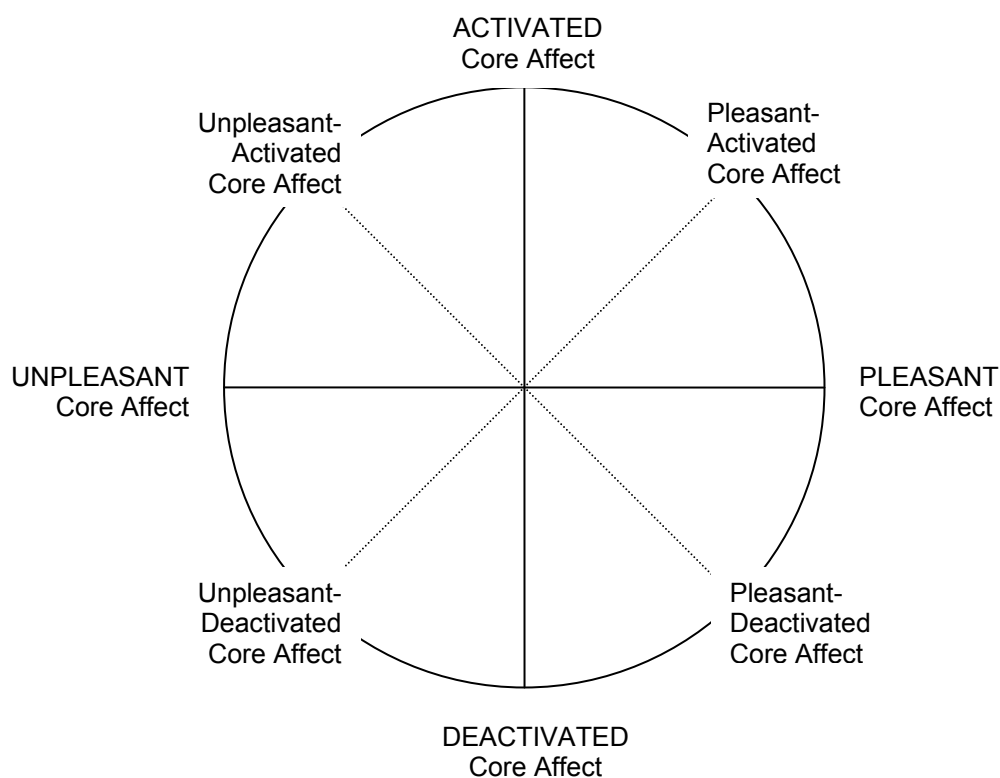 ACTIVATED
Core Affect
Unpleasant-
Activated
Core Affect
Pleasant-
Activated
Core Affect
UNPLEASANT
Core Affect
PLEASANT
Core Affect
Unpleasant-
Deactivated
Core Affect
Pleasant-
Deactivated
Core Affect
DEACTIVATED
Core Affect